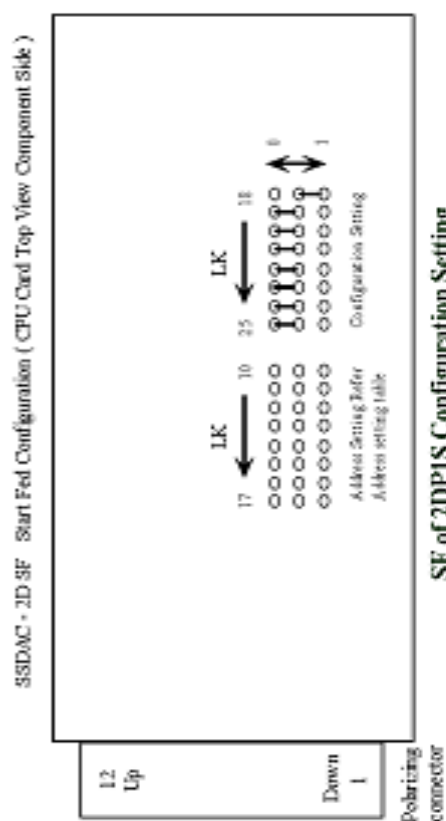 SSDAC - 2D SF Start Fed Configuration ( CPU Card Top View Component Side )
0
1
18
LK
25
Configuration Setting
10
LK
17
Address Setting Refer
Address setting table
12
Up
Down
1
Polarizing
connector
SF of 2DP1S Configuration Setting